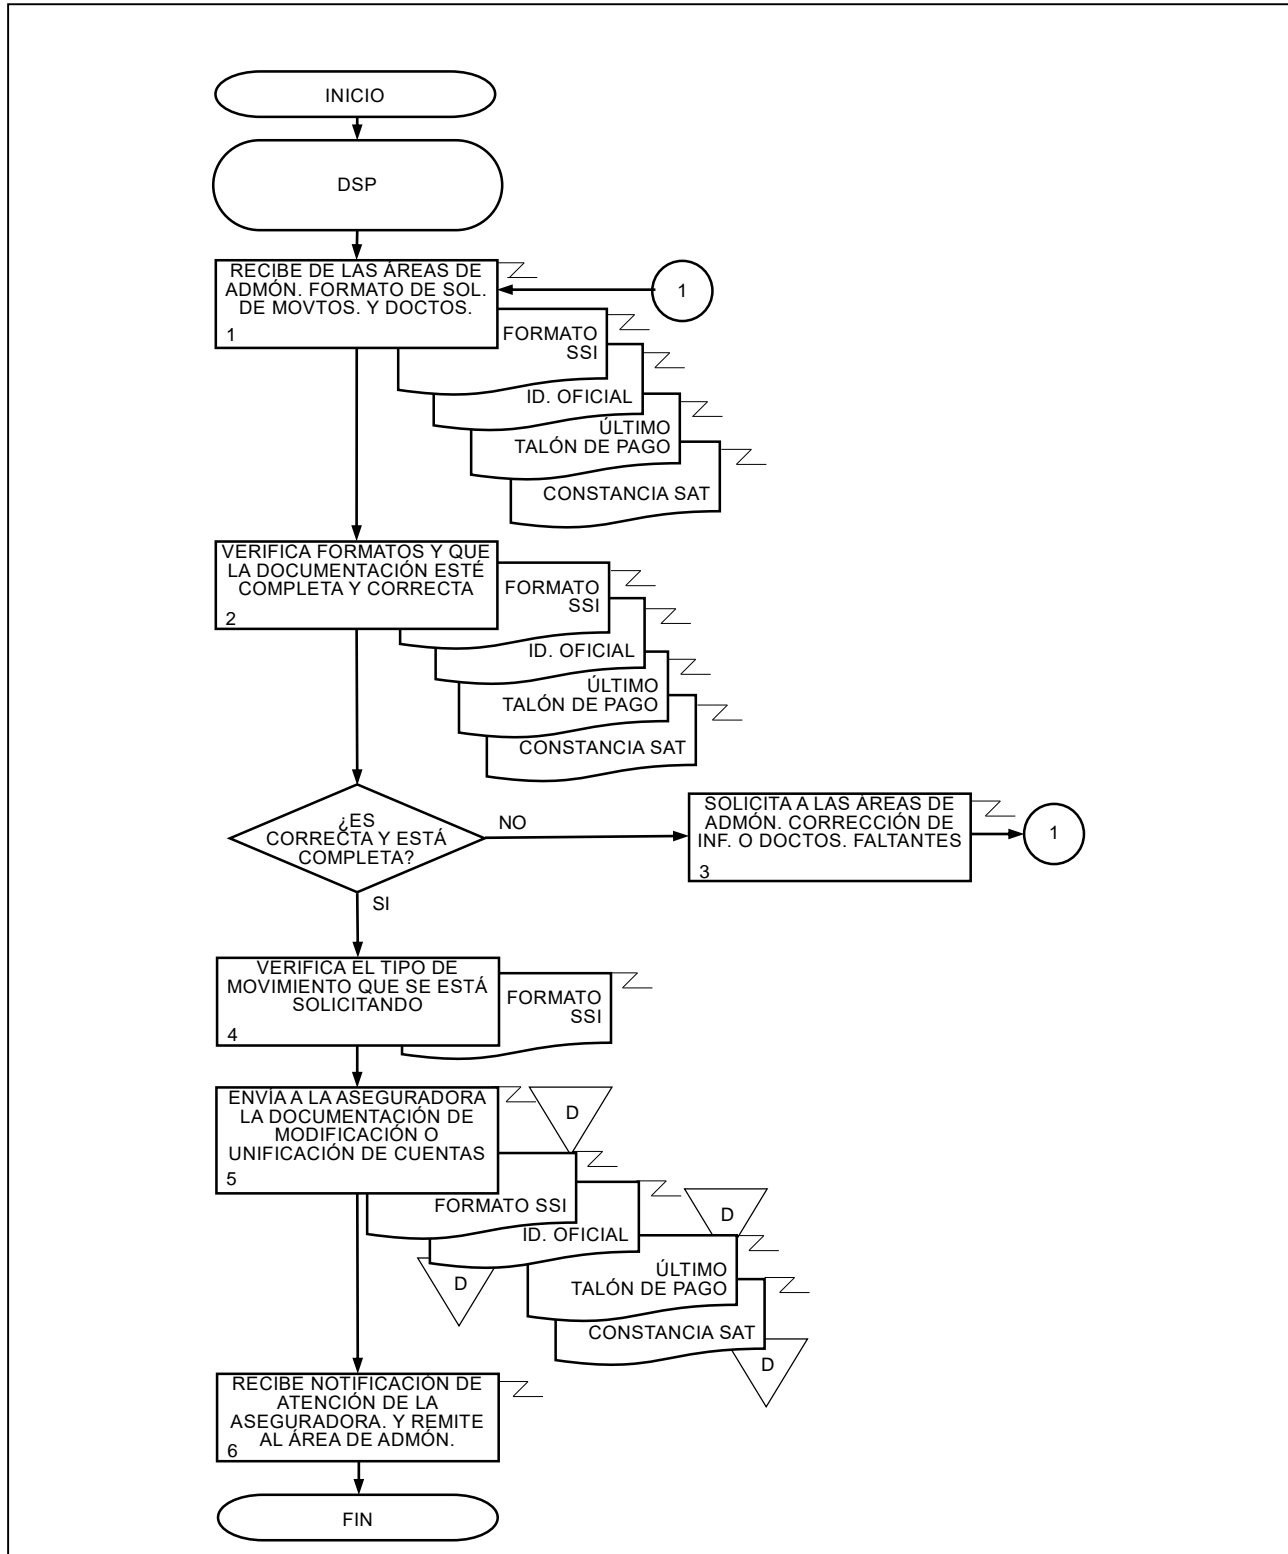 INICIO
DSP
RECIBE DE LAS ÁREAS DE
ADMÓN. FORMATO DE SOL.
DE MOVTOS. Y DOCTOS.
1
1
FORMATO
SSI
ID. OFICIAL
ÚLTIMO
TALÓN DE PAGO
CONSTANCIA SAT
VERIFICA FORMATOS Y QUE
LA DOCUMENTACIÓN ESTÉ
COMPLETA Y CORRECTA
2
FORMATO
SSI
ID. OFICIAL
ÚLTIMO
TALÓN DE PAGO
CONSTANCIA SAT
¿ES
CORRECTA Y ESTÁ
COMPLETA?
NO
SOLICITA A LAS ÁREAS DE
ADMÓN. CORRECCIÓN DE
INF. O DOCTOS. FALTANTES
3
1
SI
VERIFICA EL TIPO DE
MOVIMIENTO QUE SE ESTÁ
SOLICITANDO
4
FORMATO
SSI
ENVÍA A LA ASEGURADORA
LA DOCUMENTACIÓN DE
MODIFICACIÓN O
UNIFICACIÓN DE CUENTAS
5
D
FORMATO SSI
D
ID. OFICIAL
D
ÚLTIMO
TALÓN DE PAGO
CONSTANCIA SAT
D
RECIBE NOTIFICACIÓN DE
ATENCIÓN DE LA
ASEGURADORA. Y REMITE
AL ÁREA DE ADMÓN.
6
FIN